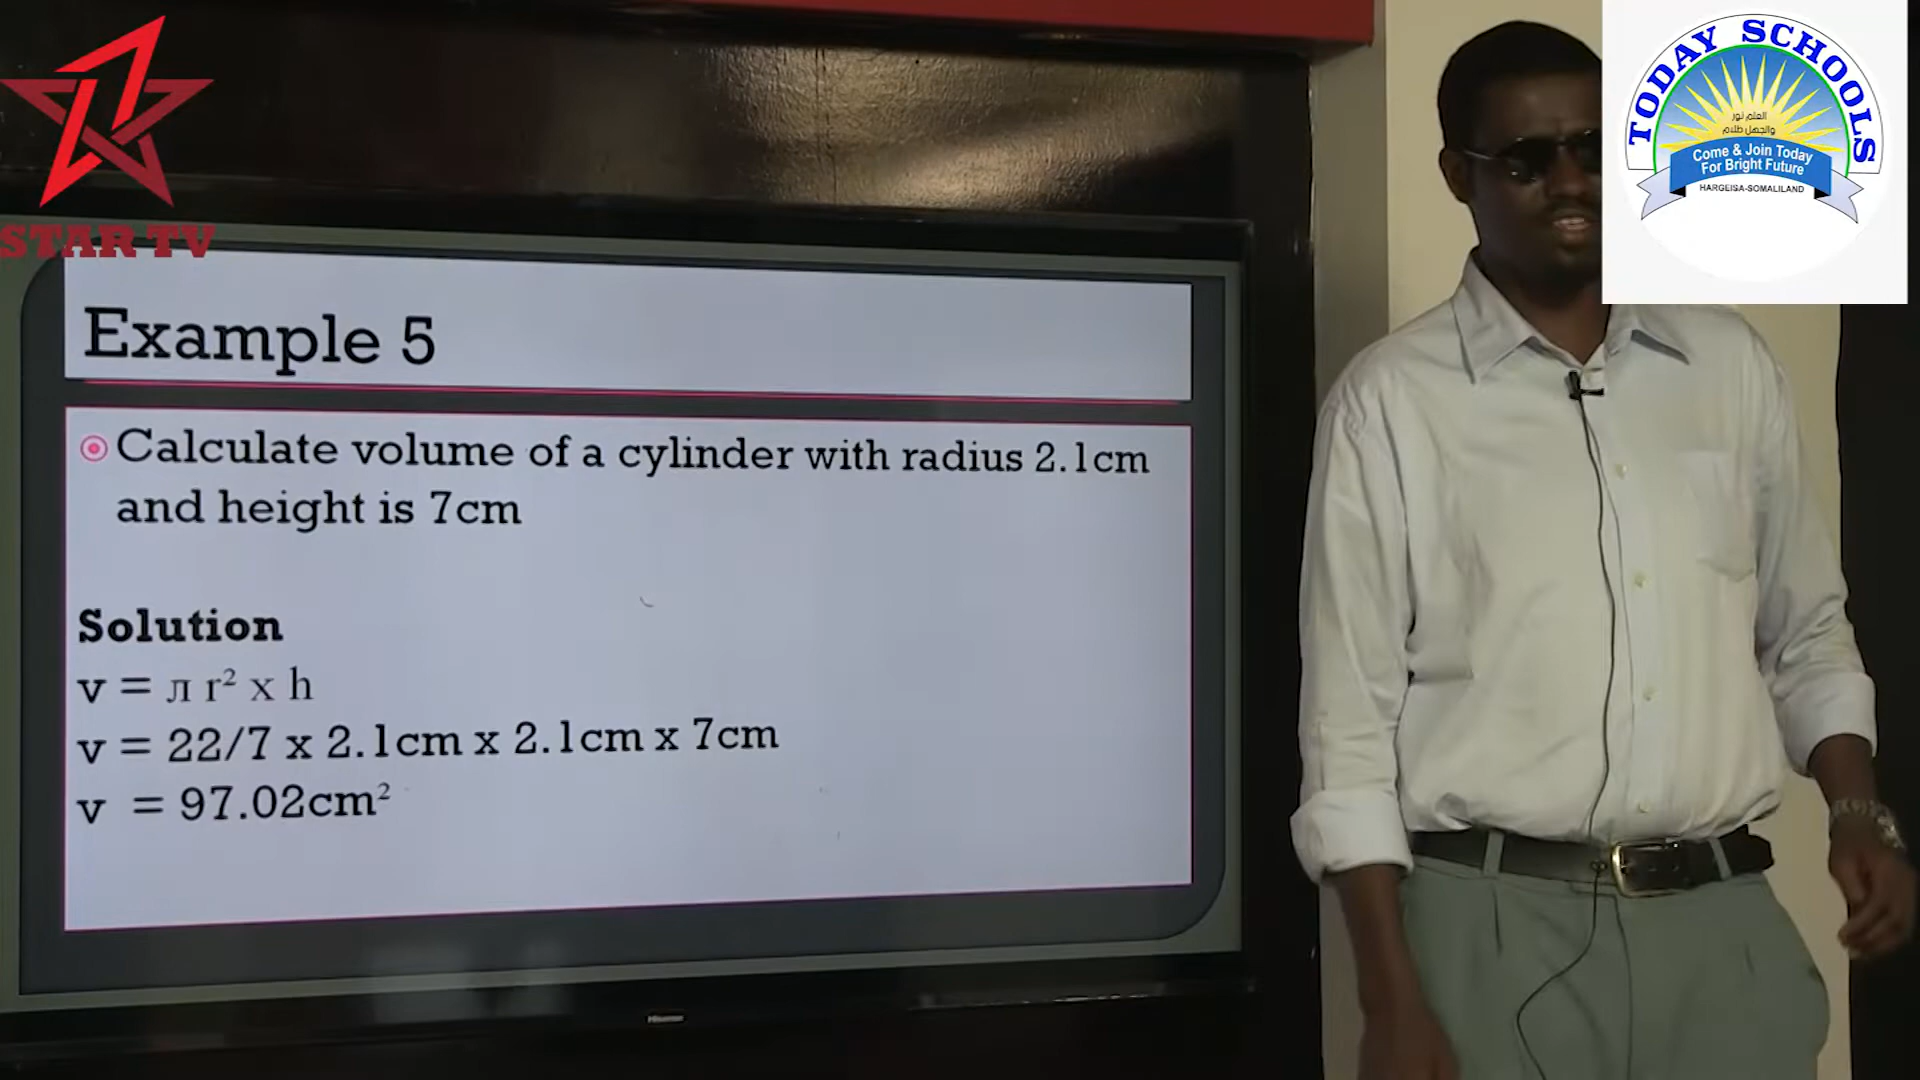 STAR TV
TODAY SCHOOLS
العلم نور
والجهل ظلام
Come & Join Today
For Bright Future
HARGEISA-SOMALILAND
Example 5
Calculate volume of a cylinder with radius 2.1cm
and height is 7cm
Solution
v = л r² x h
v = 22/7 x 2.1cm x 2.1cm x 7cm
v = 97.02cm²
Hisense